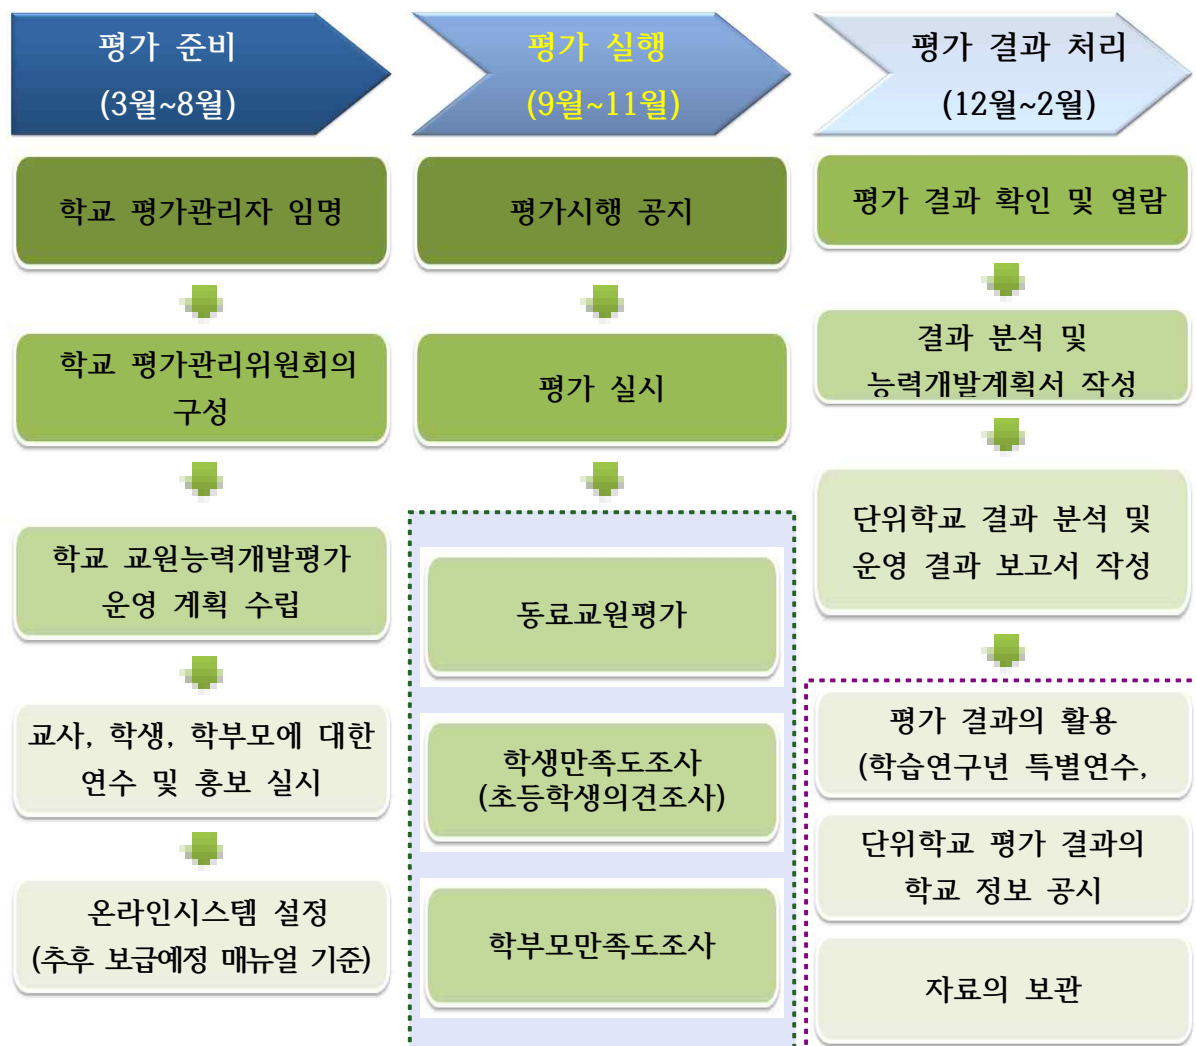 평가 준비
(3월~8월)
학교 평가관리자 임명
학교 평가관리위원회의
구성
학교 교원능력개발평가
운영 계획 수립
교사, 학생, 학부모에 대한
연수 및 홍보 실시
온라인시스템 설정
(추후 보급예정 매뉴얼 기준)
평가 실행
(9월~11월)
평가시행 공지
평가 실시
동료교원평가
학생만족도조사
(초등학생의견조사)
학부모만족도조사
평가 결과 처리
(12월~2월)
평가 결과 확인 및 열람
결과 분석 및
능력개발계획서 작성
단위학교 결과 분석 및
운영 결과 보고서 작성
평가 결과의 활용
(학습연구년 특별연수,
단위학교 평가 결과의
학교 정보 공시
자료의 보관